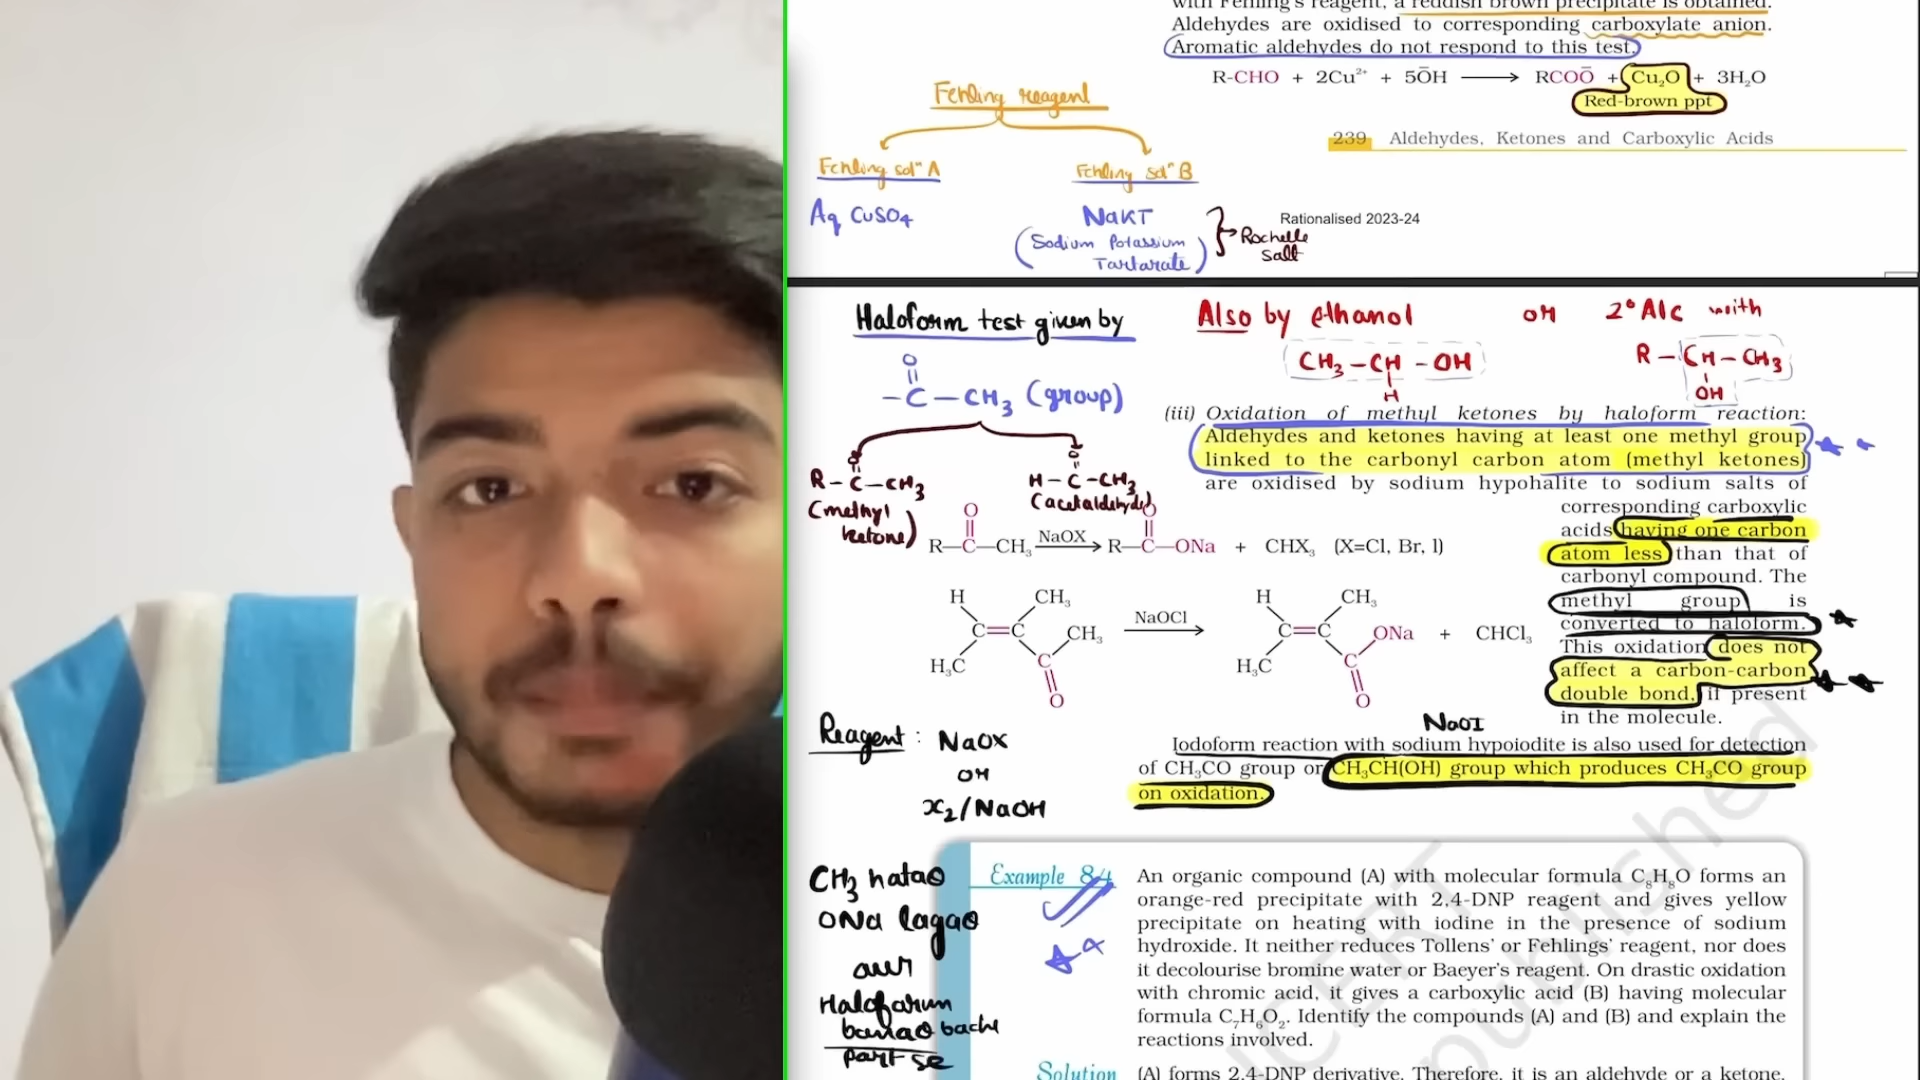 with Fehling's reagent, a reddish brown precipitate is obtained.
Aldehydes are oxidised to corresponding carboxylate anion.
Aromatic aldehydes do not respond to this test.
R-CHO + 2Cu²⁺ + 5ŌH ⟶ RCOŌ + Cu₂O + 3H₂O
Red-brown ppt
239 Aldehydes, Ketones and Carboxylic Acids
Fehling reagent
Fehling solⁿ A
Fehling solⁿ B
Aq CuSO₄
NaKT
(Sodium Potassium
Tartarate)
Rochelle
salt
Rationalised 2023-24
Haloform test given by
O
-C-CH₃ (group)
Also by ethanol or 2° Alc with
CH₃-CH-OH
H
R-CH-CH₃
OH
O
R-C-CH₃
(methyl
ketone)
O
H-C-CH₃
(acetaldehyde)
(iii) Oxidation of methyl ketones by haloform reaction:
Aldehydes and ketones having at least one methyl group
linked to the carbonyl carbon atom (methyl ketones)
are oxidised by sodium hypohalite to sodium salts of
corresponding carboxylic
acids having one carbon
atom less than that of
carbonyl compound. The
methyl group is
converted to haloform.
This oxidation does not
affect a carbon-carbon
double bond, if present
in the molecule.
O O
R—C—CH₃ NaOX → R—C—ONa + CHX₃ (X=Cl, Br, I)
H CH₃ H CH₃
C=C CH₃ NaOCl → C=C ONa + CHCl₃
H₃C C H₃C C
O O
Reagent : NaOX
or
X₂/NaOH
NaOI
Iodoform reaction with sodium hypoiodite is also used for detection
of CH₃CO group or CH₃CH(OH) group which produces CH₃CO group
on oxidation.
CH₃ hatao
ONa lagao
aur
Haloform
banao bache
part se
Example 8.4
An organic compound (A) with molecular formula C₈H₈O forms an
orange-red precipitate with 2,4-DNP reagent and gives yellow
precipitate on heating with iodine in the presence of sodium
hydroxide. It neither reduces Tollens' or Fehlings' reagent, nor does
it decolourise bromine water or Baeyer's reagent. On drastic oxidation
with chromic acid, it gives a carboxylic acid (B) having molecular
formula C₇H₆O₂. Identify the compounds (A) and (B) and explain the
reactions involved.
Solution
(A) forms 2,4-DNP derivative. Therefore, it is an aldehyde or a ketone.